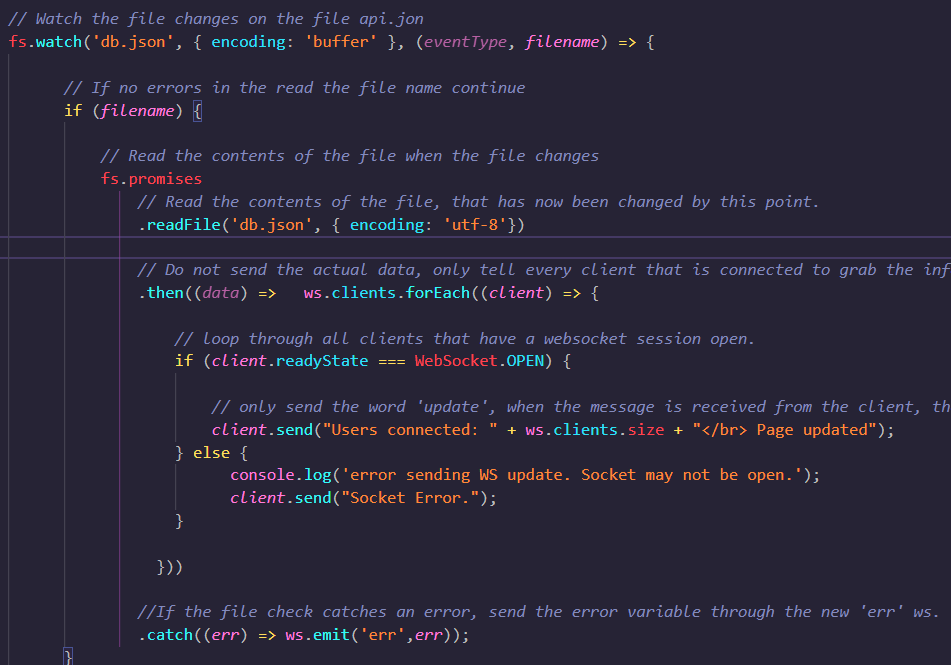 // Watch the file changes on the file api.jon
fs.watch('db.json', { encoding: 'buffer' }, (eventType, filename) => {
// If no errors in the read the file name continue
if (filename) {
// Read the contents of the file when the file changes
fs.promises
// Read the contents of the file, that has now been changed by this point.
.readFile('db.json', { encoding: 'utf-8'})
// Do not send the actual data, only tell every client that is connected to grab the inf
.then((data) =>   ws.clients.forEach((client) => {
// loop through all clients that have a websocket session open.
if (client.readyState === WebSocket.OPEN) {
// only send the word 'update', when the message is received from the client, th
client.send("Users connected: " + ws.clients.size + "</br> Page updated");
} else {
console.log('error sending WS update. Socket may not be open.');
client.send("Socket Error.");
}
}))
//If the file check catches an error, send the error variable through the new 'err' ws.
.catch((err) => ws.emit('err',err));
}